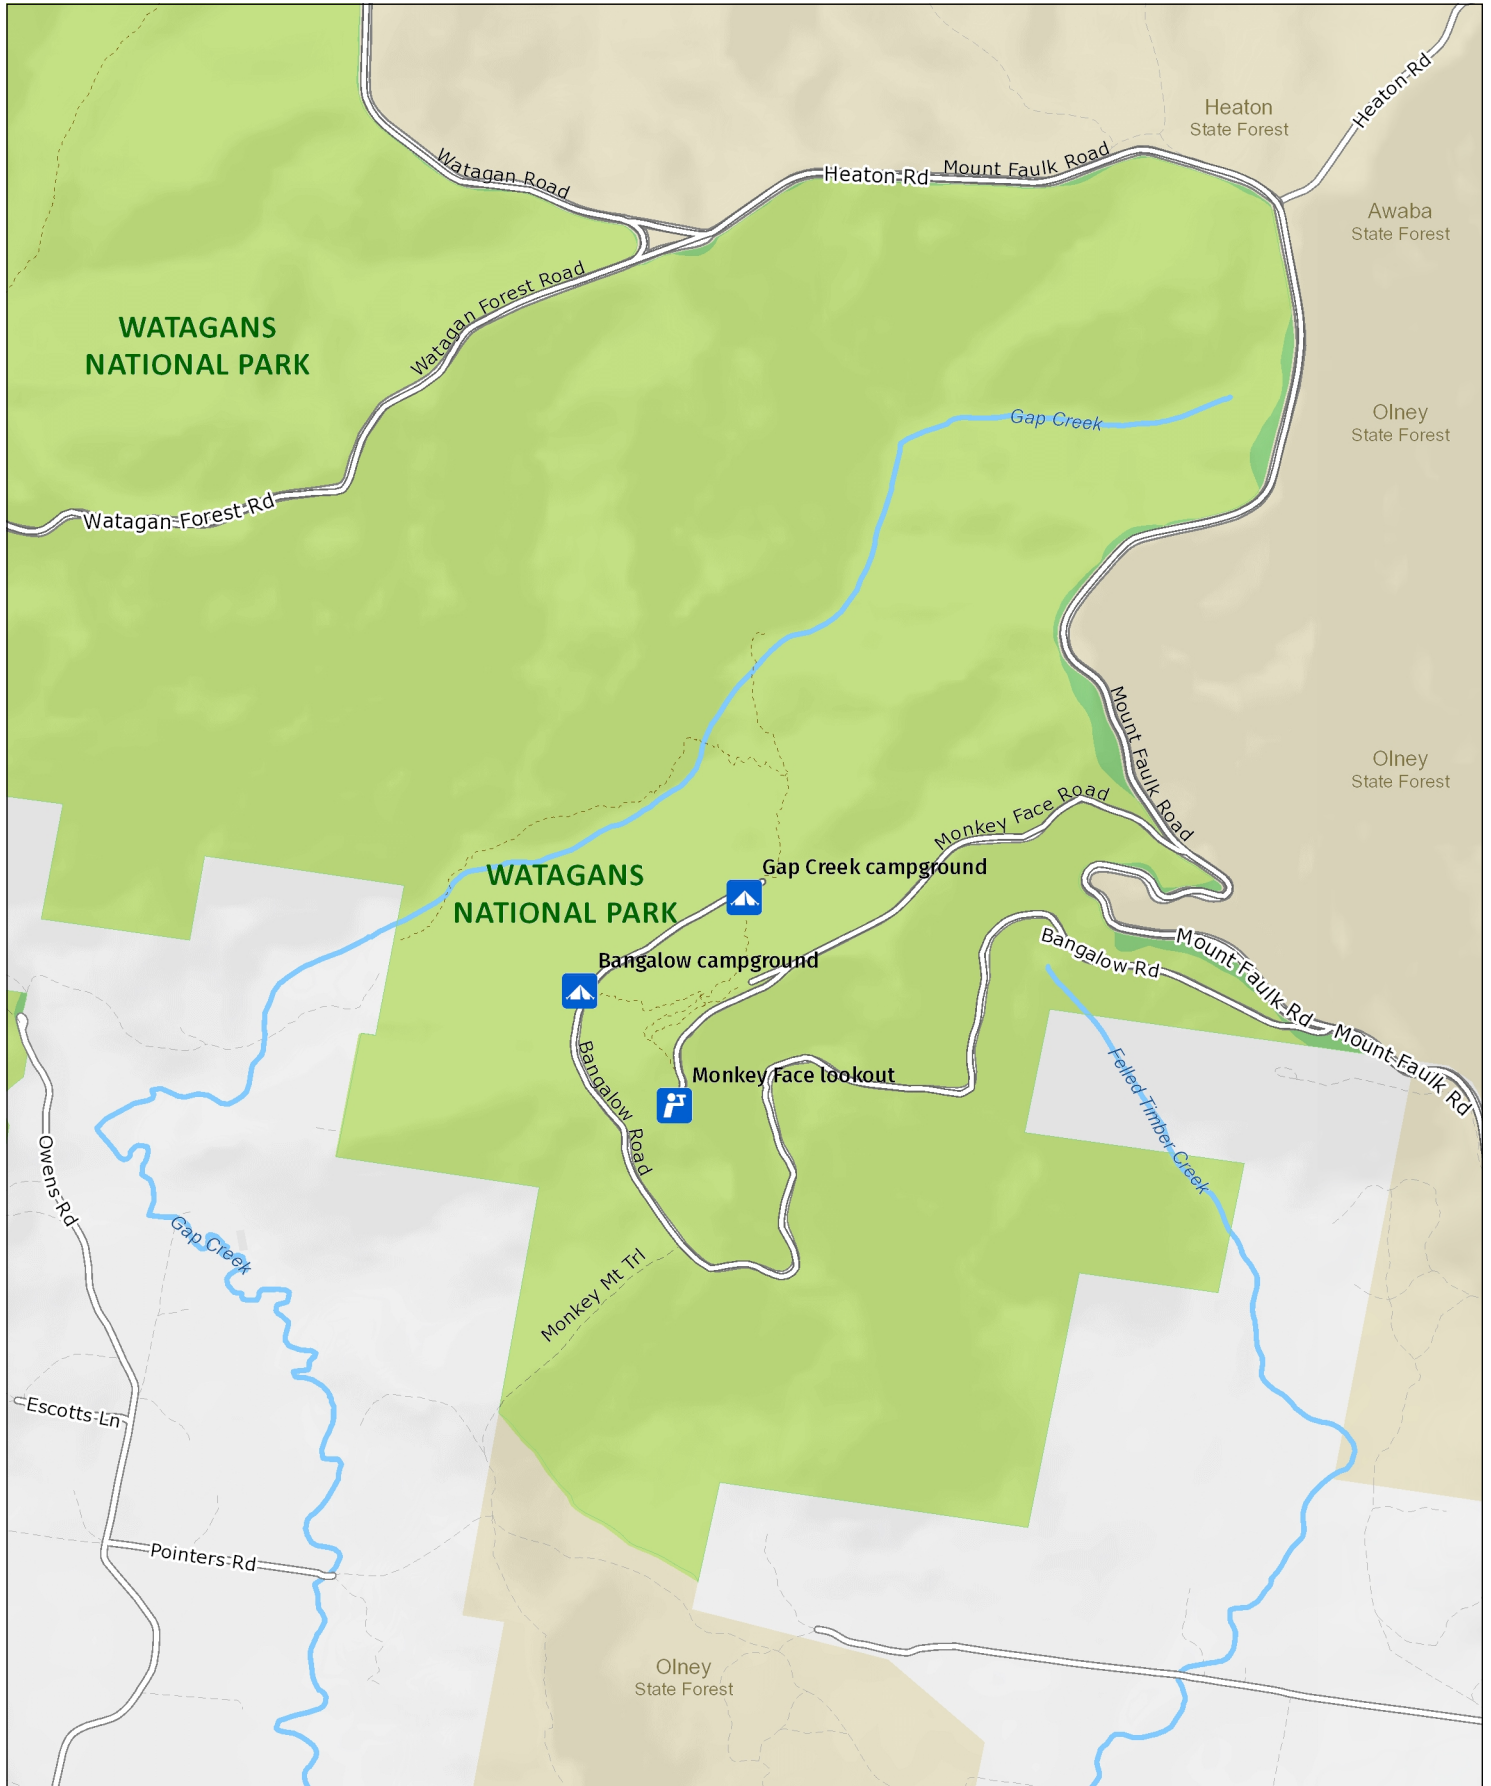 Heaton Rd
Heaton
State Forest
Watagan Road
Heaton Rd
Mount Faulk Road
Awaba
State Forest
Watagan Forest Road
WATAGANS
NATIONAL PARK
Gap Creek
Olney
State Forest
Watagan Forest Rd
Mount Faulk Road
Olney
State Forest
Monkey Face Road
Gap Creek campground
WATAGANS
NATIONAL PARK
Bangalow campground
Bangalow Rd
Mount Faulk Rd
Mount Faulk Rd
Bangalow Road
Monkey Face lookout
Felled Timber Creek
Owens Rd
Gap Creek
Monkey Mt Trl
Escotts Ln
Pointers Rd
Olney
State Forest